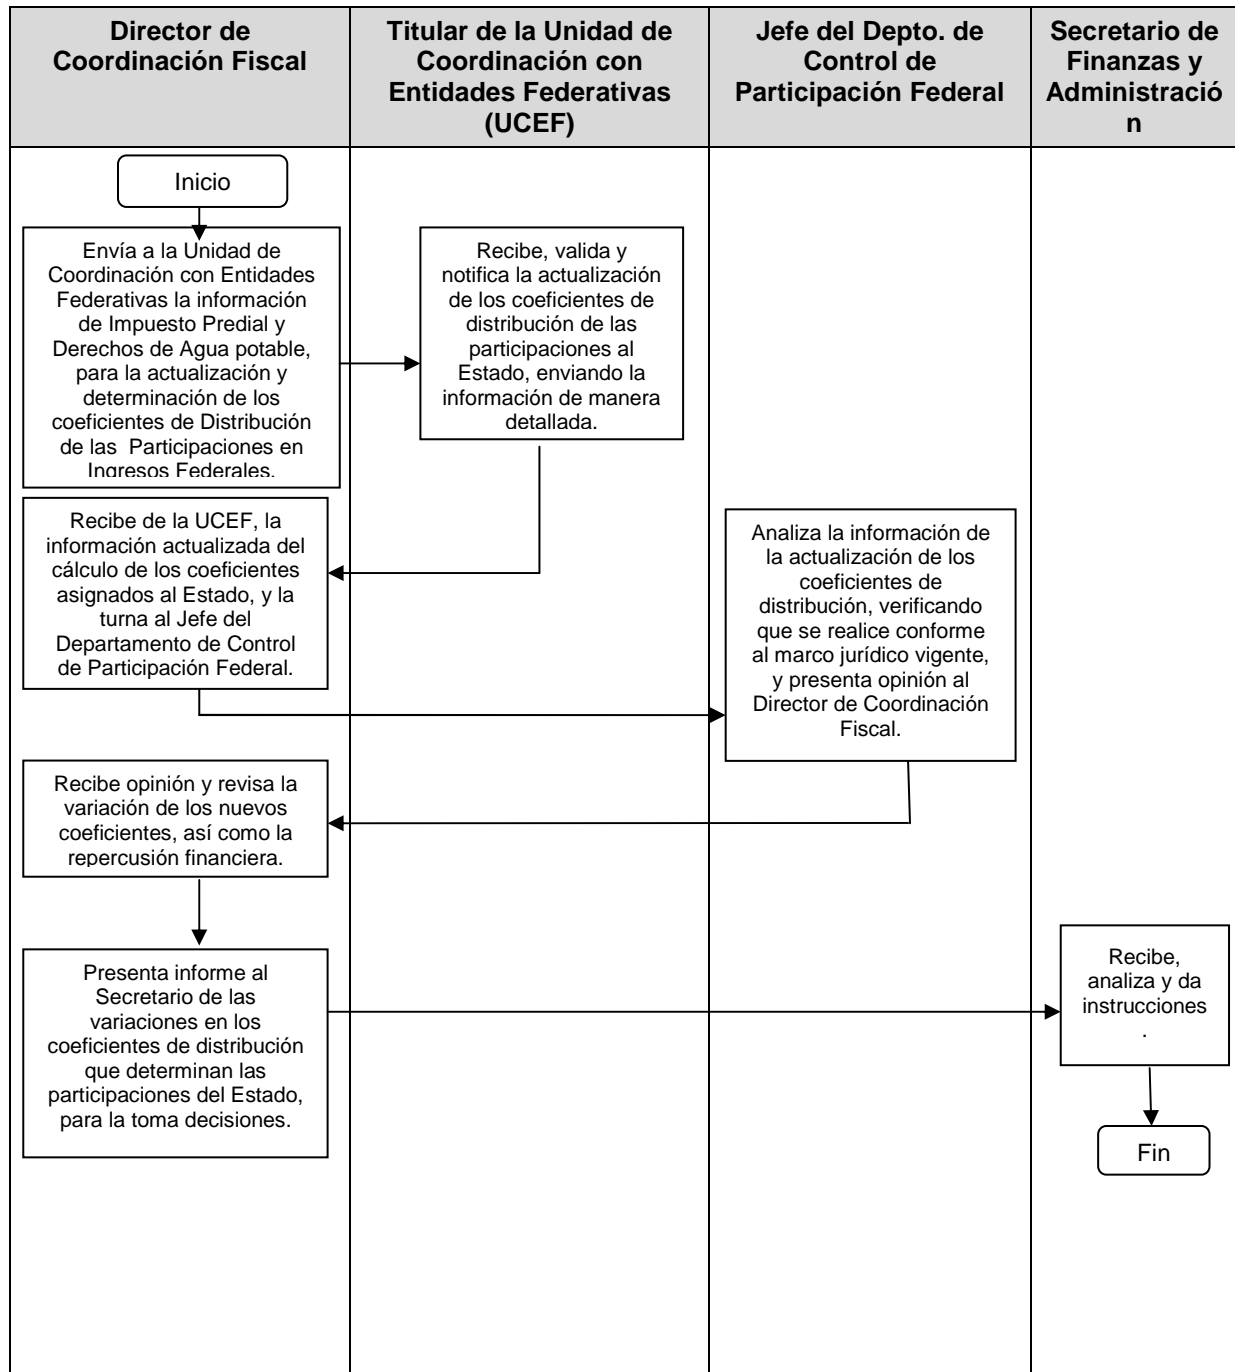 Director de
Coordinación Fiscal
Titular de la Unidad de
Coordinación con
Entidades Federativas
(UCEF)
Jefe del Depto. de
Control de
Participación Federal
Secretario de
Finanzas y
Administració
n
Inicio
Envía a la Unidad de
Coordinación con Entidades
Federativas la información
de Impuesto Predial y
Derechos de Agua potable,
para la actualización y
determinación de los
coeficientes de Distribución
de las  Participaciones en
Ingresos Federales.
Recibe, valida y
notifica la actualización
de los coeficientes de
distribución de las
participaciones al
Estado, enviando la
información de manera
detallada.
Recibe de la UCEF, la
información actualizada del
cálculo de los coeficientes
asignados al Estado, y la
turna al Jefe del
Departamento de Control
de Participación Federal.
Analiza la información de
la actualización de los
coeficientes de
distribución, verificando
que se realice conforme
al marco jurídico vigente,
y presenta opinión al
Director de Coordinación
Fiscal.
Recibe opinión y revisa la
variación de los nuevos
coeficientes, así como la
repercusión financiera.
Presenta informe al
Secretario de las
variaciones en los
coeficientes de distribución
que determinan las
participaciones del Estado,
para la toma decisiones.
Recibe,
analiza y da
instrucciones
.
Fin